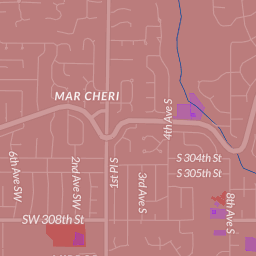 MAR CHERI
4th Ave S
S 304th St
S 305th St
6th Ave SW
2nd Ave SW
1st Pl S
3rd Ave S
8th Ave S
SW 308th St